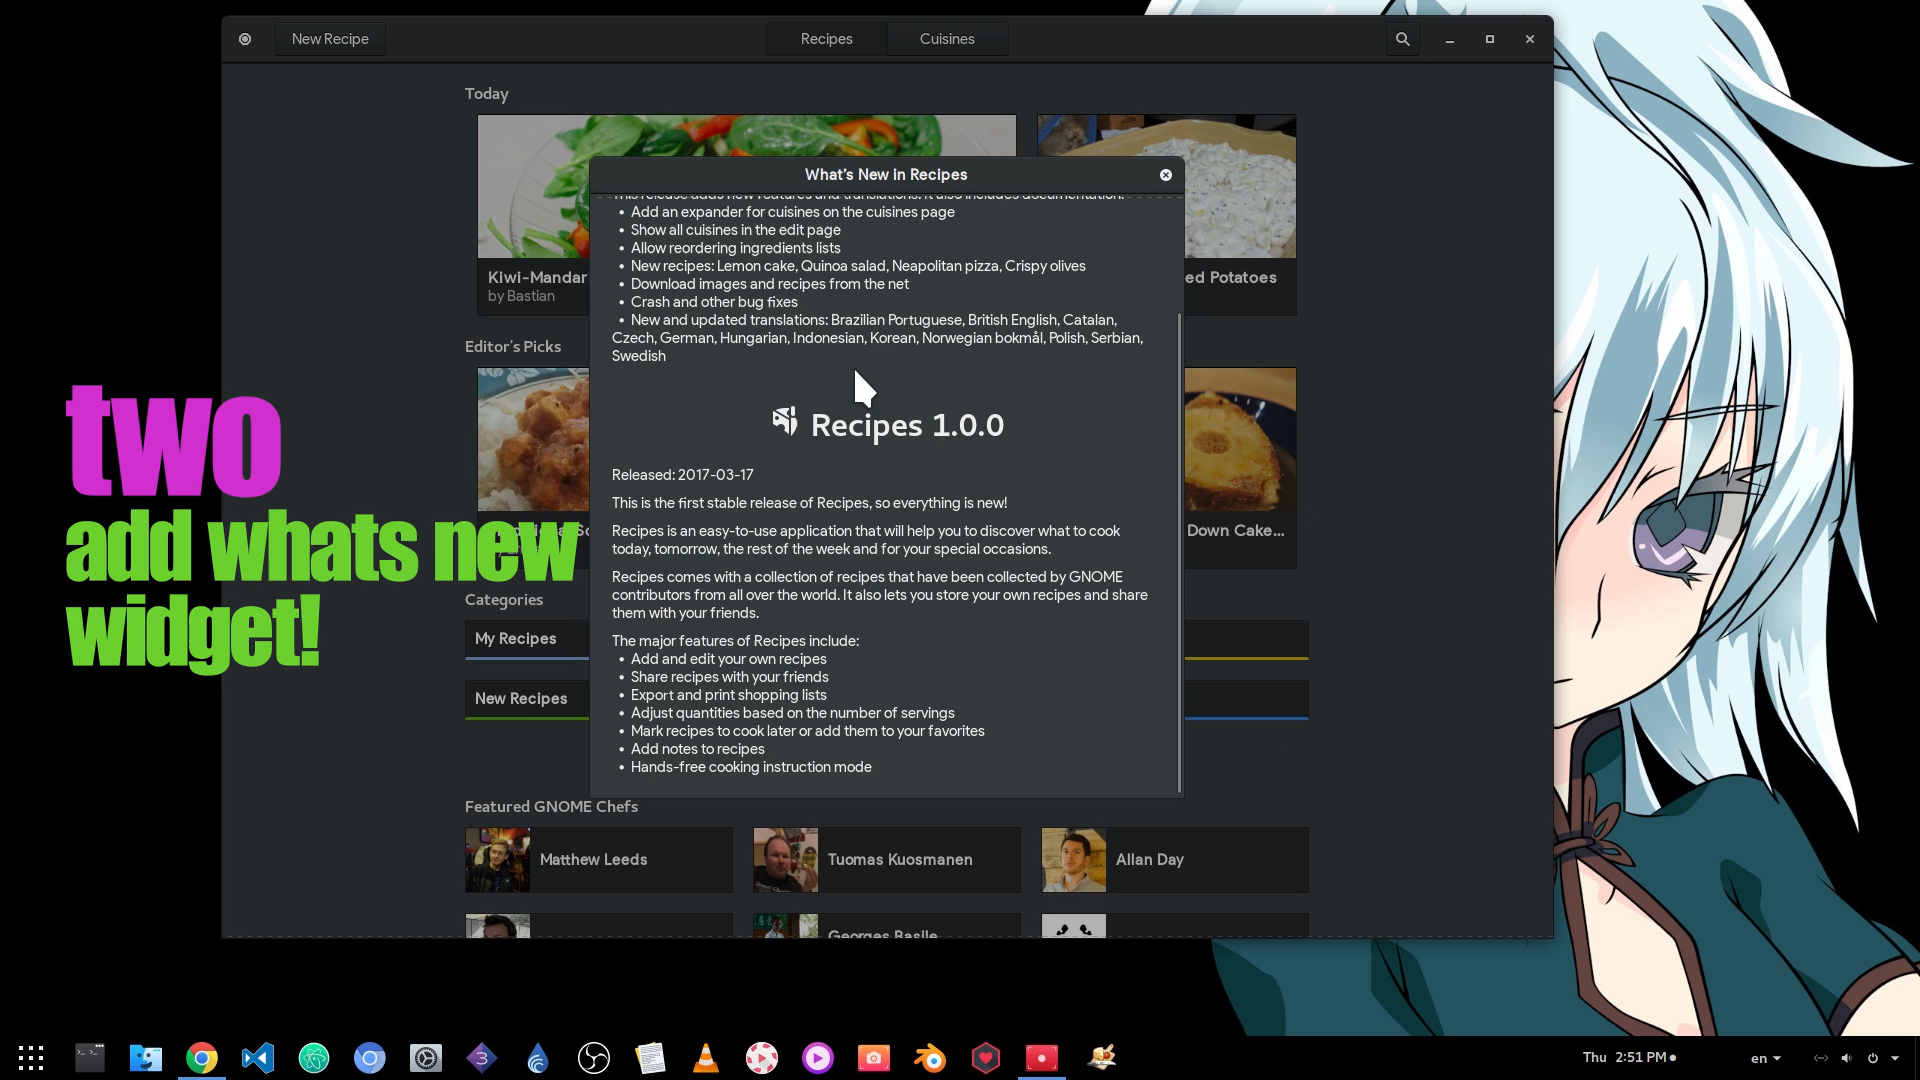 New Recipe
Recipes
Cuisines
Today
What's New in Recipes
This release adds new features and translations. It also includes documentation.
• Add an expander for cuisines on the cuisines page
• Show all cuisines in the edit page
• Allow reordering ingredients lists
• New recipes: Lemon cake, Quinoa salad, Neapolitan pizza, Crispy olives
• Download images and recipes from the net
• Crash and other bug fixes
• New and updated translations: Brazilian Portuguese, British English, Catalan,
Czech, German, Hungarian, Indonesian, Korean, Norwegian bokmål, Polish, Serbian,
Swedish
Recipes 1.0.0
Released: 2017-03-17
This is the first stable release of Recipes, so everything is new!
Recipes is an easy-to-use application that will help you to discover what to cook
today, tomorrow, the rest of the week and for your special occasions.
Recipes comes with a collection of recipes that have been collected by GNOME
contributors from all over the world. It also lets you store your own recipes and share
them with your friends.
The major features of Recipes include:
• Add and edit your own recipes
• Share recipes with your friends
• Export and print shopping lists
• Adjust quantities based on the number of servings
• Mark recipes to cook later or add them to your favorites
• Add notes to recipes
• Hands-free cooking instruction mode
Kiwi-Mandar
by Bastian
ed Potatoes
Editor's Picks
Down Cake...
two
add whats new
widget!
Categories
My Recipes
New Recipes
Featured GNOME Chefs
Matthew Leeds
Tuomas Kuosmanen
Allan Day
Georges Basile
3
Thu 2:51 PM
en